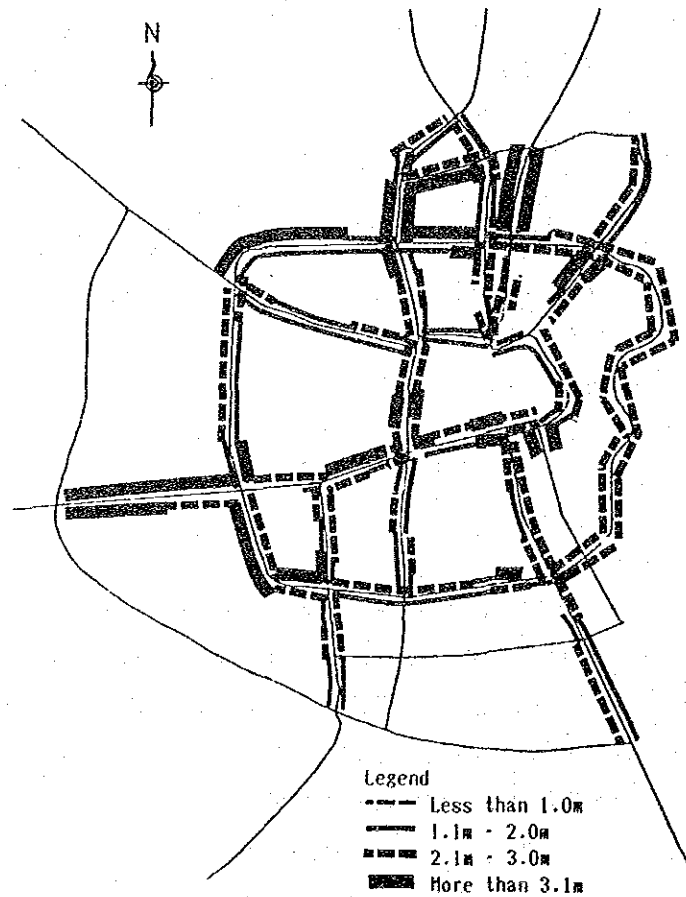 N
Legend
Less than 1.0m
1.1m - 2.0m
2.1m - 3.0m
More than 3.1m